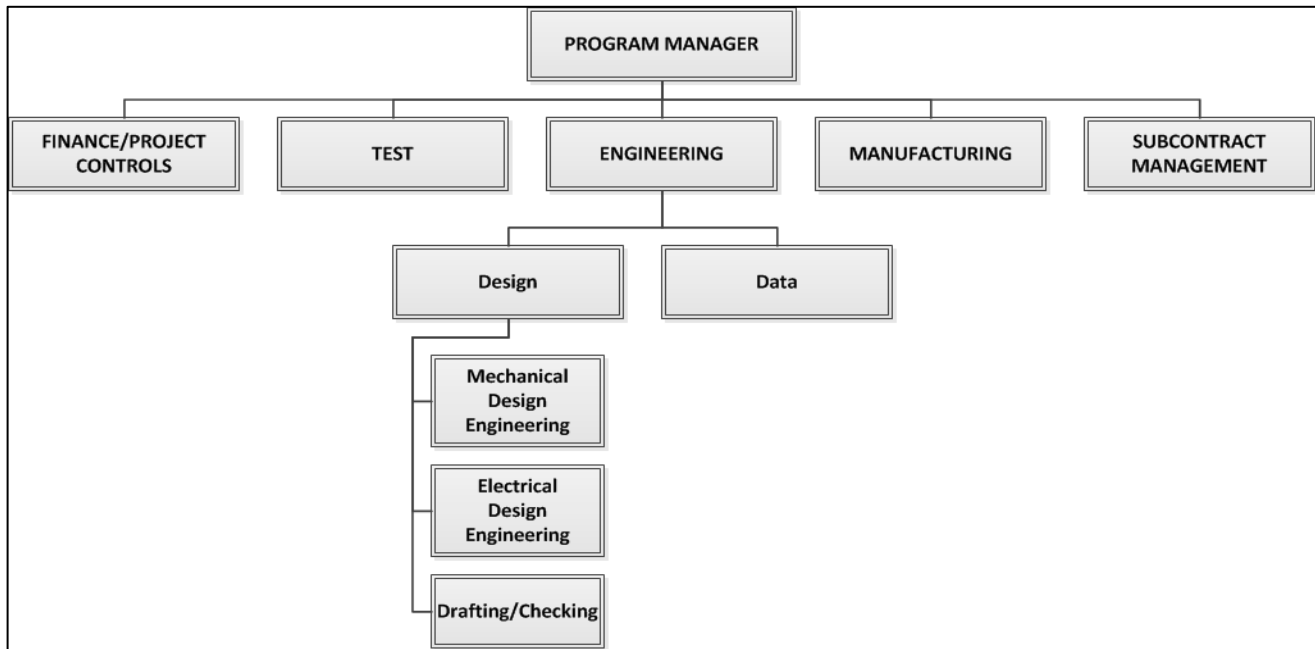 PROGRAM MANAGER
FINANCE/PROJECT
CONTROLS
TEST
ENGINEERING
MANUFACTURING
SUBCONTRACT
MANAGEMENT
Design
Data
Mechanical
Design
Engineering
Electrical
Design
Engineering
Drafting/Checking